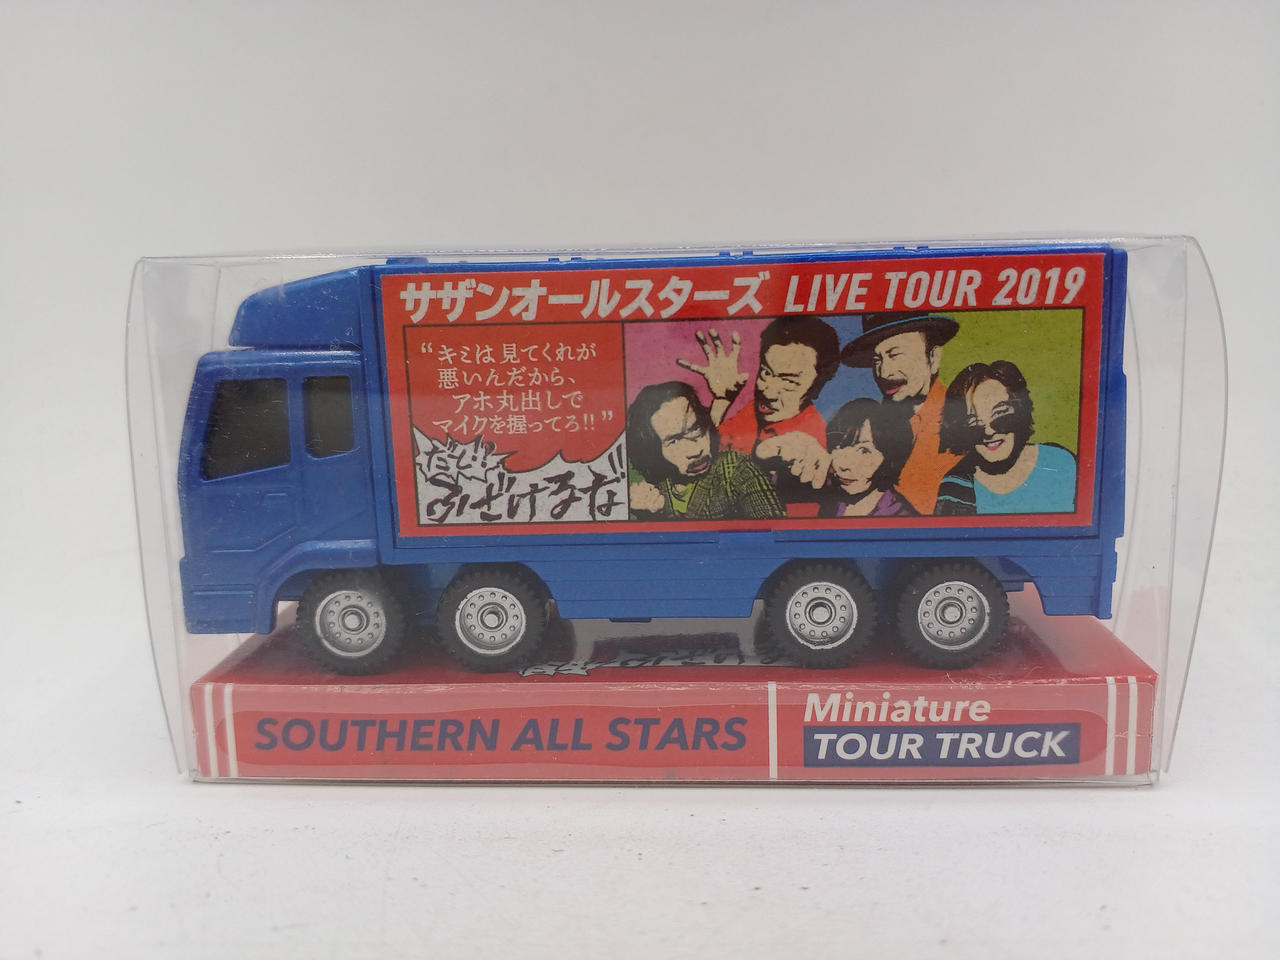 サザンオールスターズ LIVE TOUR 2019
“キミは見てくれが
悪いんだから、
アホ丸出しで
マイクを握ってろ!!”
だと!!
ふざけるな!!
SOUTHERN ALL STARS
Miniature
TOUR TRUCK